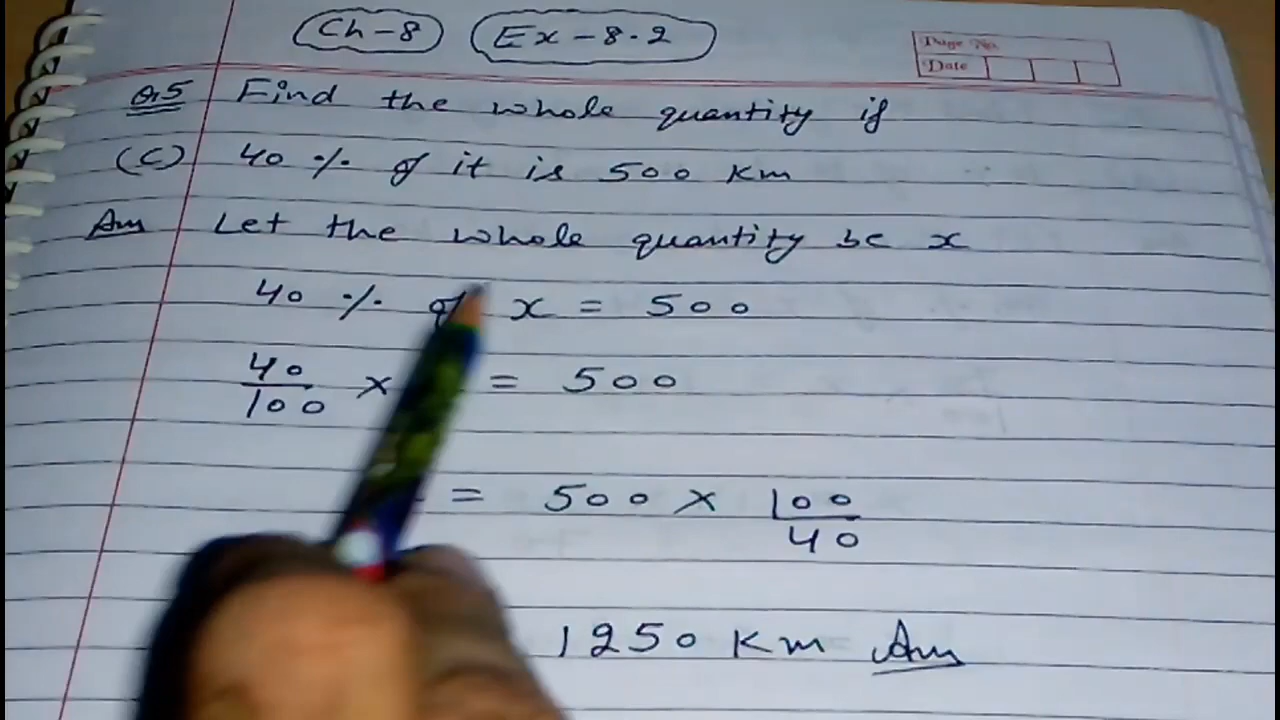 Ch-8 Ex-8.2
Page No.
Date
Q.5 Find the whole quantity if
(c) 40 % of it is 500 km
Ans Let the whole quantity be x
40 % of x = 500
40/100 × = 500
= 500 × 100/40
1250 km Ans